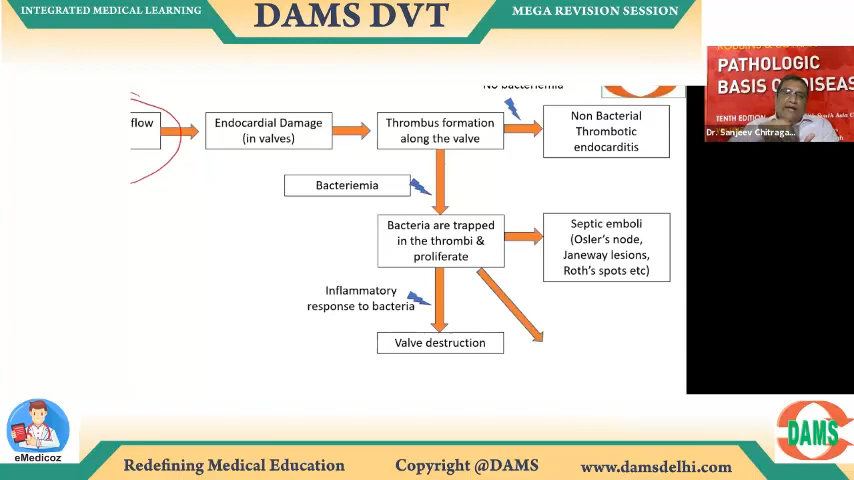 INTEGRATED MEDICAL LEARNING
DAMS DVT
MEGA REVISION SESSION
No bacteriemia
flow
Endocardial Damage
(in valves)
Thrombus formation
along the valve
Non Bacterial
Thrombotic
endocarditis
Bacteriemia
Bacteria are trapped
in the thrombi &
proliferate
Septic emboli
(Osler's node,
Janeway lesions,
Roth's spots etc)
Inflammatory
response to bacteria
Valve destruction
PATHOLOGIC
BASIS OF DISEAS
TENTH EDITION
Dr. Sanjeev Chitraga...
eMedicoz
DAMS
Redefining Medical Education
Copyright @DAMS
www.damsdelhi.com